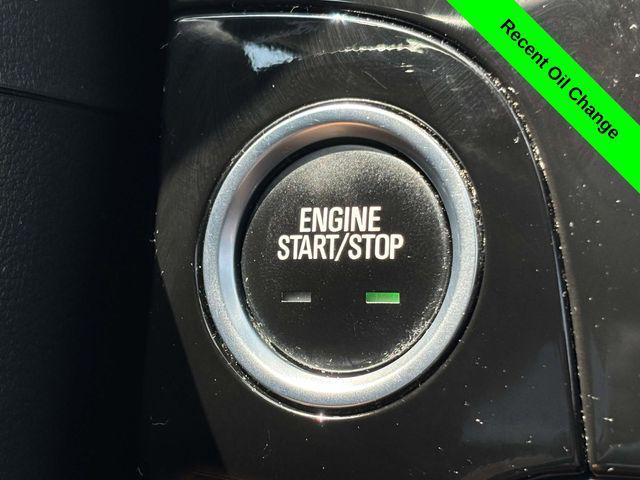 Recent Oil Change
ENGINE
START/STOP